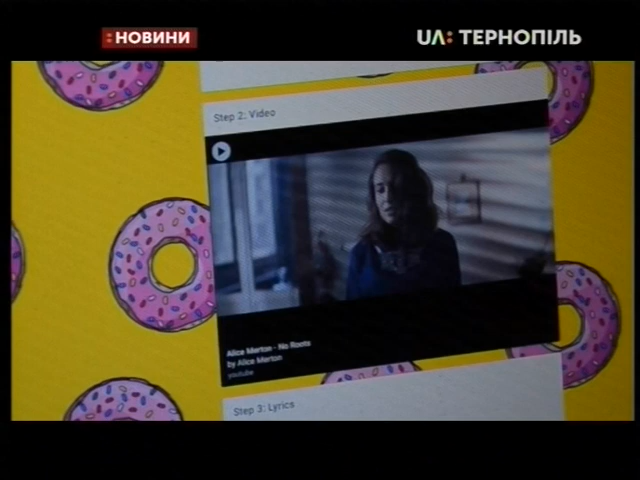 :НОВИНИ
UA: ТЕРНОПІЛЬ
Step 2: Video
Alice Merton - No Roots
by Alice Merton
youtube
Step 3: Lyrics